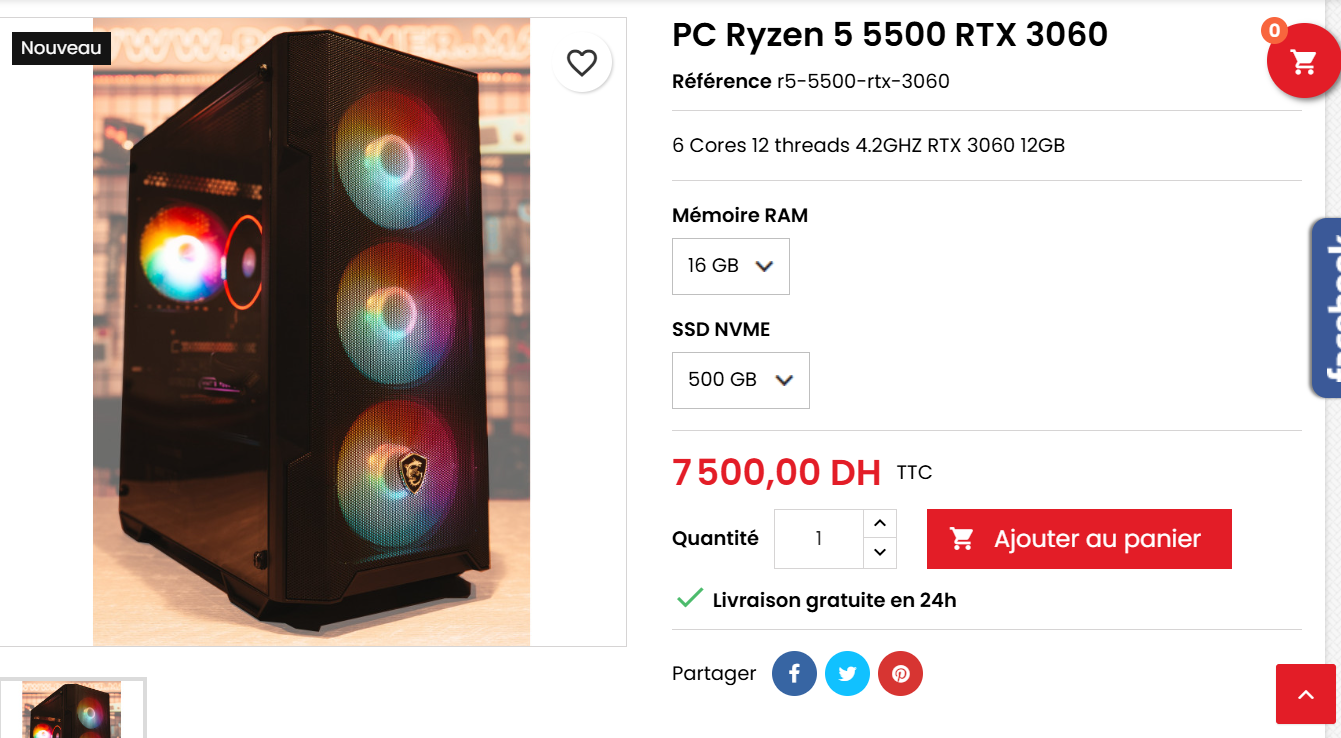 Nouveau
PC Ryzen 5 5500 RTX 3060
0
Référence r5-5500-rtx-3060
6 Cores 12 threads 4.2GHZ RTX 3060 12GB
Mémoire RAM
16 GB
SSD NVME
500 GB
facebook
7 500,00 DH TTC
Quantité 1 Ajouter au panier
Livraison gratuite en 24h
Partager